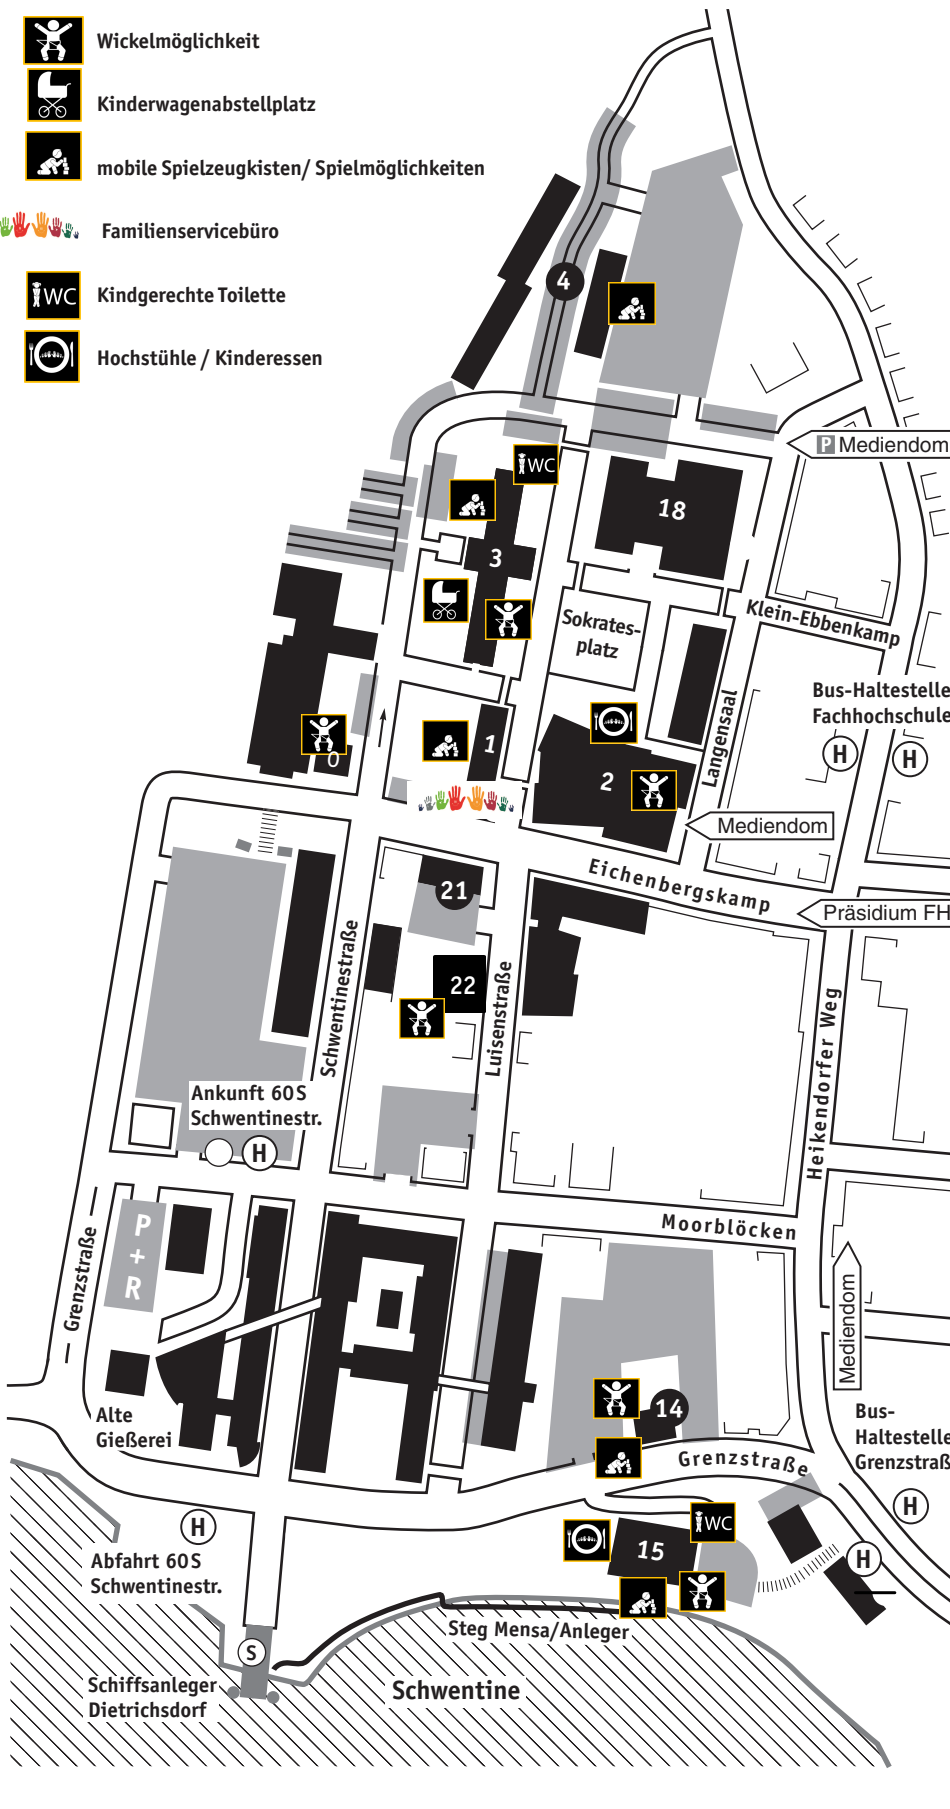 Wickelmöglichkeit
Kinderwagenabstellplatz
mobile Spielzeugkisten/ Spielmöglichkeiten
Familienservicebüro
WC
Kindgerechte Toilette
Hochstühle / Kinderessen
4
P Mediendom
WC
18
3
Sokrates-
platz
Klein-Ebbenkamp
Bus-Haltestelle
Fachhochschule
H
H
Langensaal
1
0
2
Mediendom
Eichenbergskamp
21
Präsidium FH
22
Schwentinestraße
Luisenstraße
Heikendorfer Weg
Ankunft 60S
Schwentinestr.
H
P
+
R
Moorblöcken
Grenzstraße
Mediendom
14
Alte
Gießerei
Bus-
Haltestelle
Grenzstraß
Grenzstraße
H
H
WC
15
H
Abfahrt 60S
Schwentinestr.
Steg Mensa/Anleger
S
Schiffsanleger
Dietrichsdorf
Schwentine